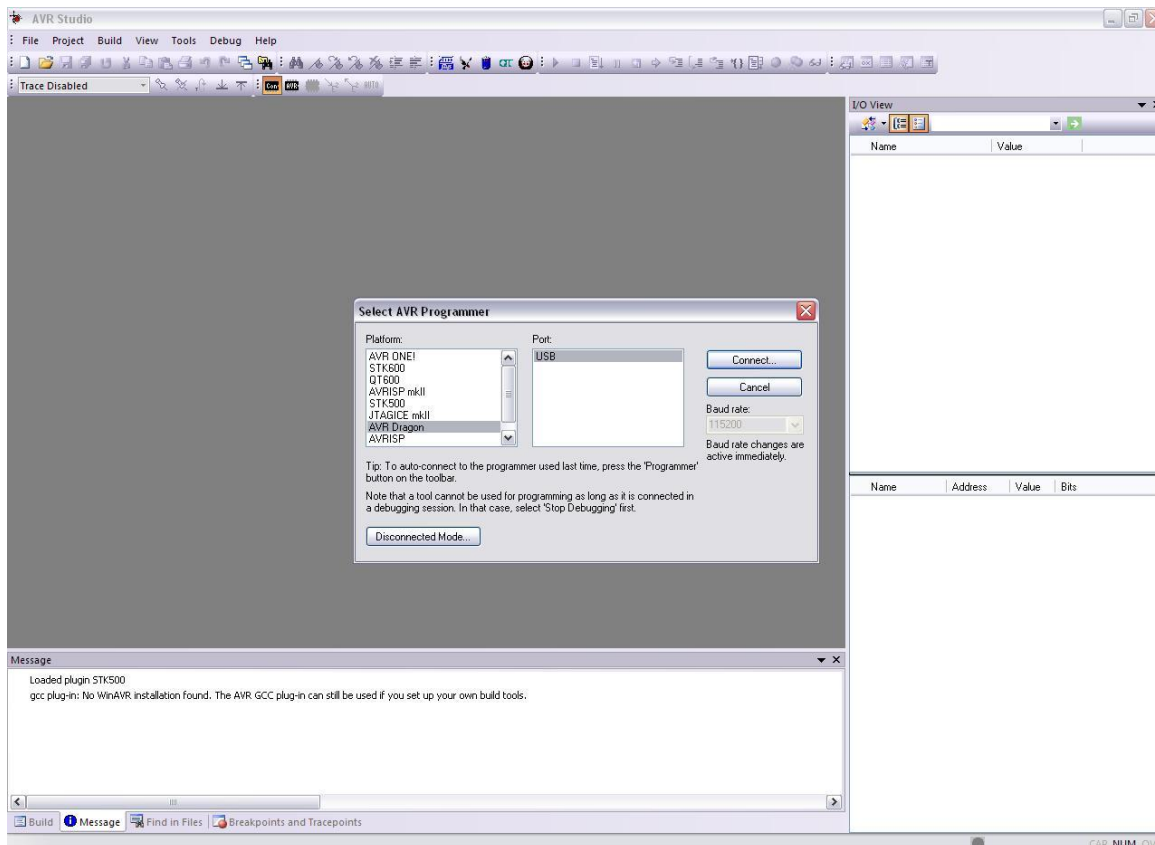 AVR Studio
File Project Build View Tools Debug Help
Trace Disabled
Con AVR AUTO
I/O View
Name Value
Select AVR Programmer
Platform: Port:
AVR ONE! USB
STK600
QT600
AVRISP mkII
STK500
JTAGICE mkII
AVR Dragon
AVRISP
Connect...
Cancel
Baud rate:
115200
Baud rate changes are
active immediately.
Tip: To auto-connect to the programmer used last time, press the 'Programmer'
button on the toolbar.
Note that a tool cannot be used for programming as long as it is connected in
a debugging session. In that case, select 'Stop Debugging' first.
Disconnected Mode...
Name Address Value Bits
Message
Loaded plugin STK500
gcc plug-in: No WinAVR installation found. The AVR GCC plug-in can still be used if you set up your own build tools.
Build Message Find in Files Breakpoints and Tracepoints
CAP NUM OV